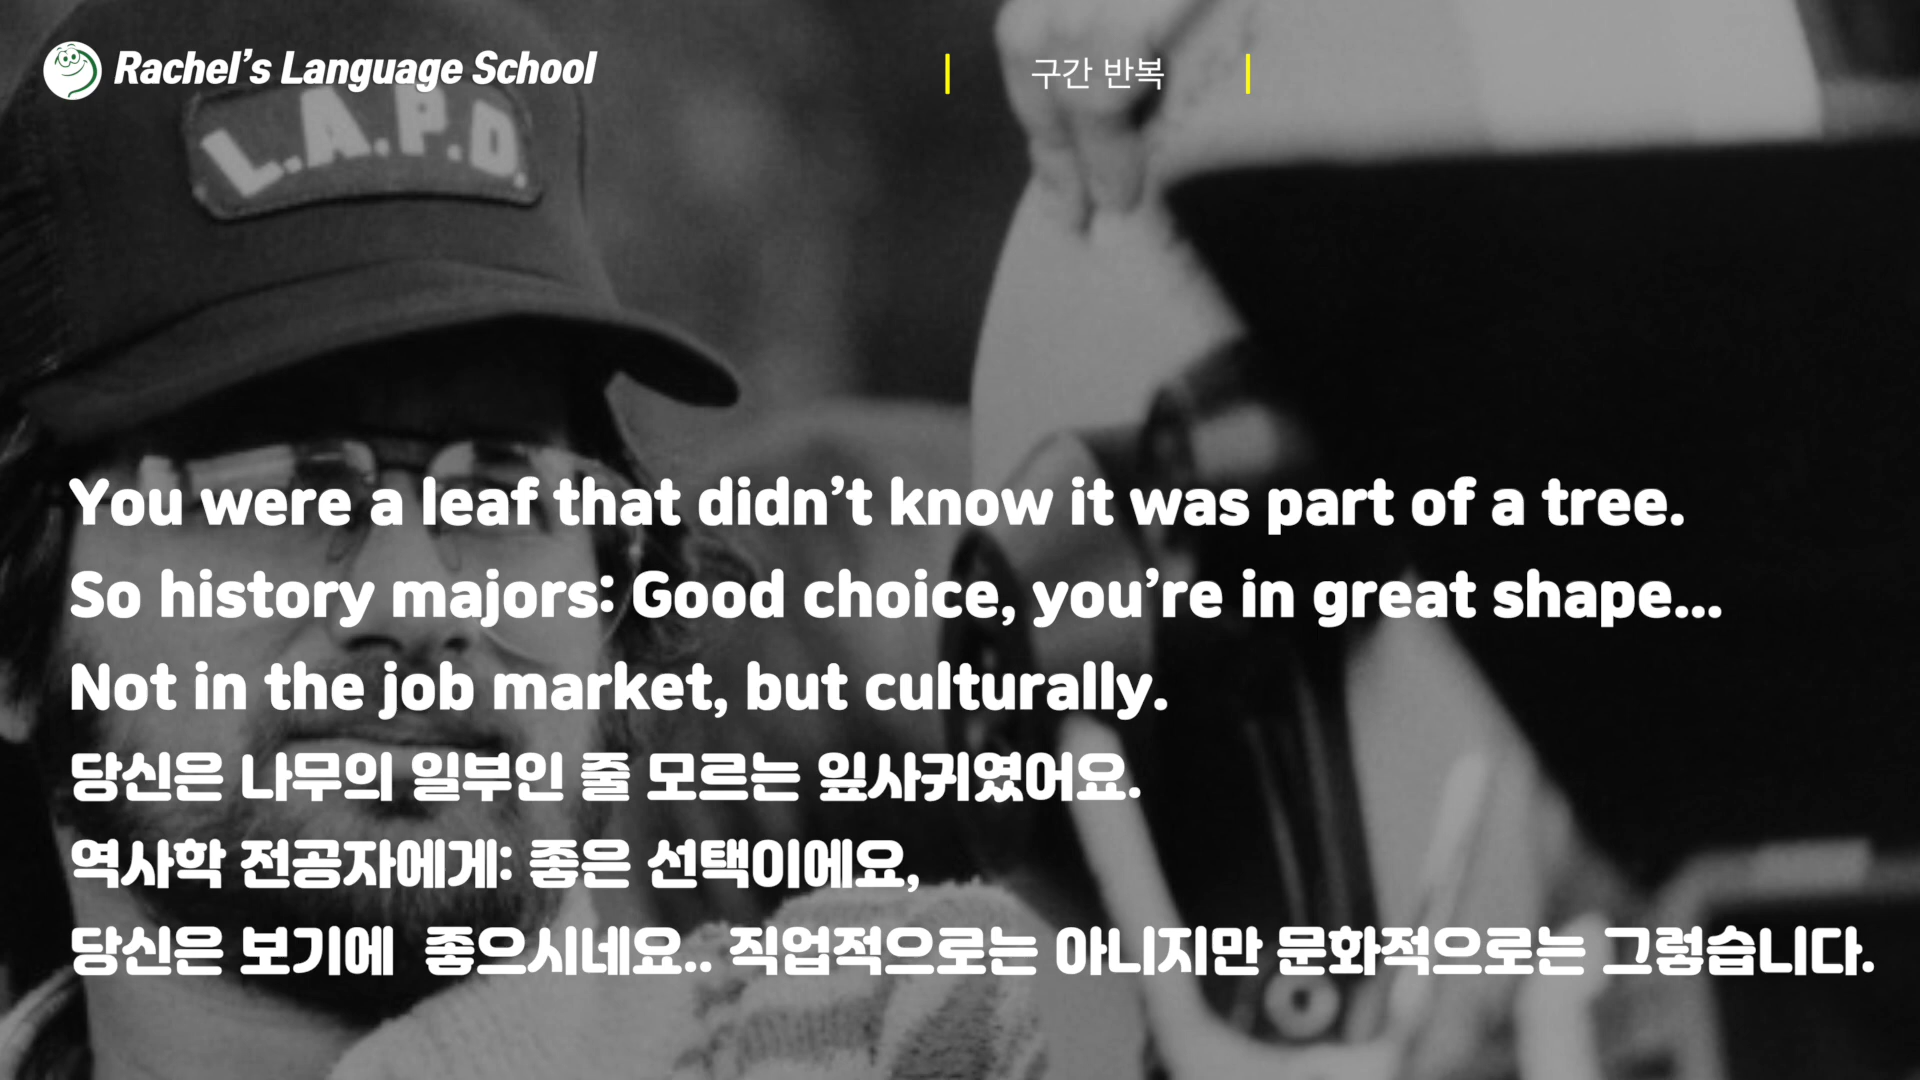 Rachel’s Language School
구간 반복
L.A.P.D.
You were a leaf that didn’t know it was part of a tree.
So history majors: Good choice, you’re in great shape...
Not in the job market, but culturally.
당신은 나무의 일부인 줄 모르는 잎사귀였어요.
역사학 전공자에게: 좋은 선택이에요,
당신은 보기에 좋으시네요.. 직업적으로는 아니지만 문화적으로는 그렇습니다.